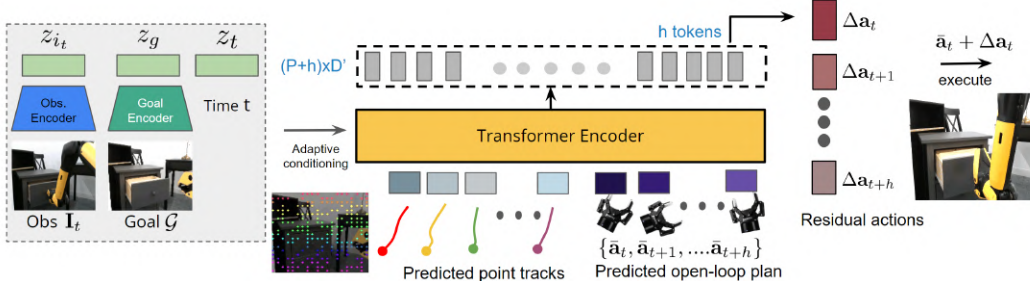 z_{i_t} z_g z_t
Obs. Encoder
Goal Encoder
Time t
Obs I_t
Goal 𝒢
Adaptive conditioning
(P+h)xD'
h tokens
Transformer Encoder
Predicted point tracks
{ā_t, ā_{t+1}, ....ā_{t+h}}
Predicted open-loop plan
Δa_t
Δa_{t+1}
Δa_{t+h}
Residual actions
ā_t + Δa_t
execute